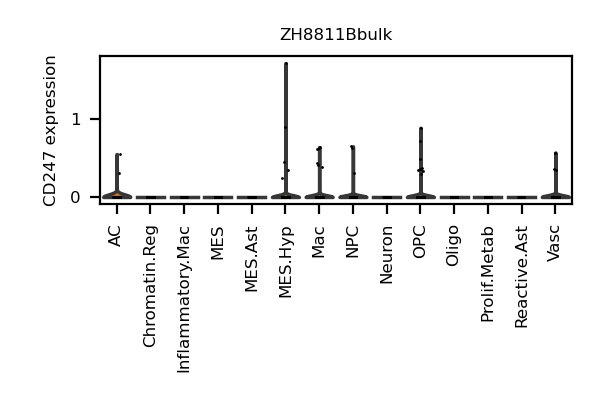 ZH8811Bbulk
CD247 expression
1
0
AC
Chromatin.Reg
Inflammatory.Mac
MES
MES.Ast
MES.Hyp
Mac
NPC
Neuron
OPC
Oligo
Prolif.Metab
Reactive.Ast
Vasc